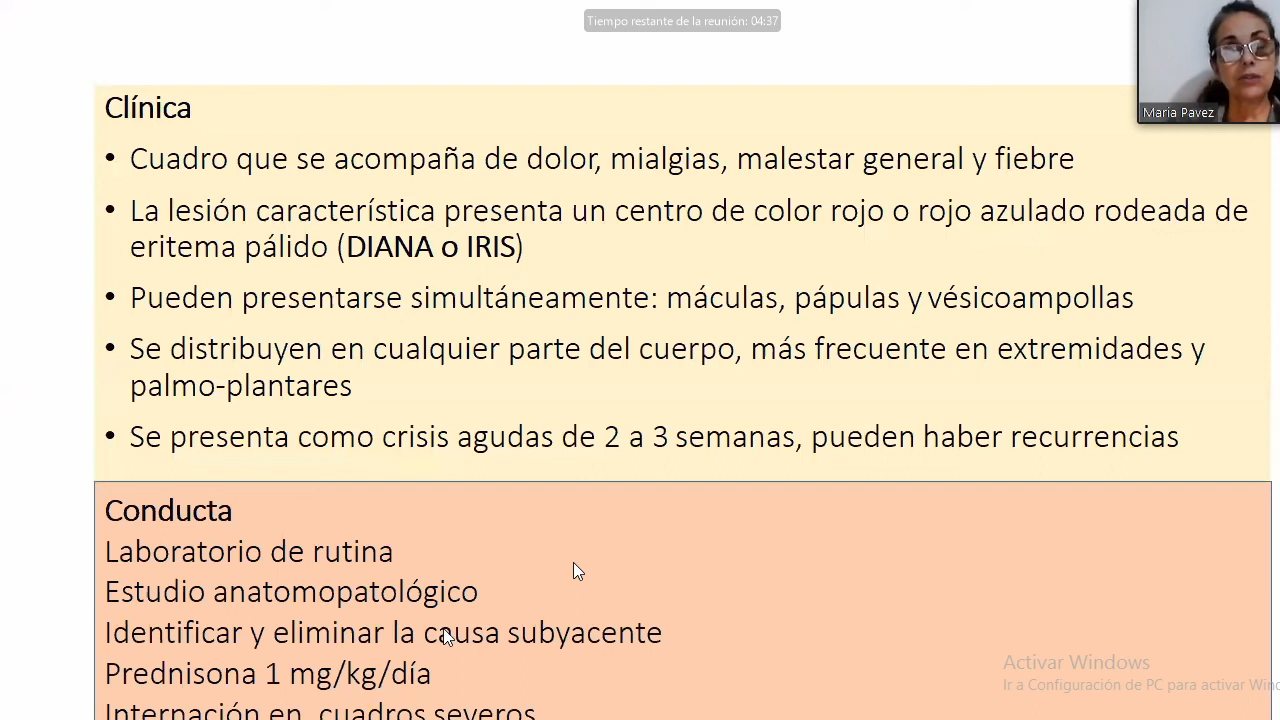 Tiempo restante de la reunión: 04:37
Maria Pavez
Clínica
• Cuadro que se acompaña de dolor, mialgias, malestar general y fiebre
• La lesión característica presenta un centro de color rojo o rojo azulado rodeada de
eritema pálido (DIANA o IRIS)
• Pueden presentarse simultáneamente: máculas, pápulas y vésicoampollas
• Se distribuyen en cualquier parte del cuerpo, más frecuente en extremidades y
palmo-plantares
• Se presenta como crisis agudas de 2 a 3 semanas, pueden haber recurrencias
Conducta
Laboratorio de rutina
Estudio anatomopatológico
Identificar y eliminar la causa subyacente
Prednisona 1 mg/kg/día
Internación en cuadros severos
Activar Windows
Ir a Configuración de PC para activar Win